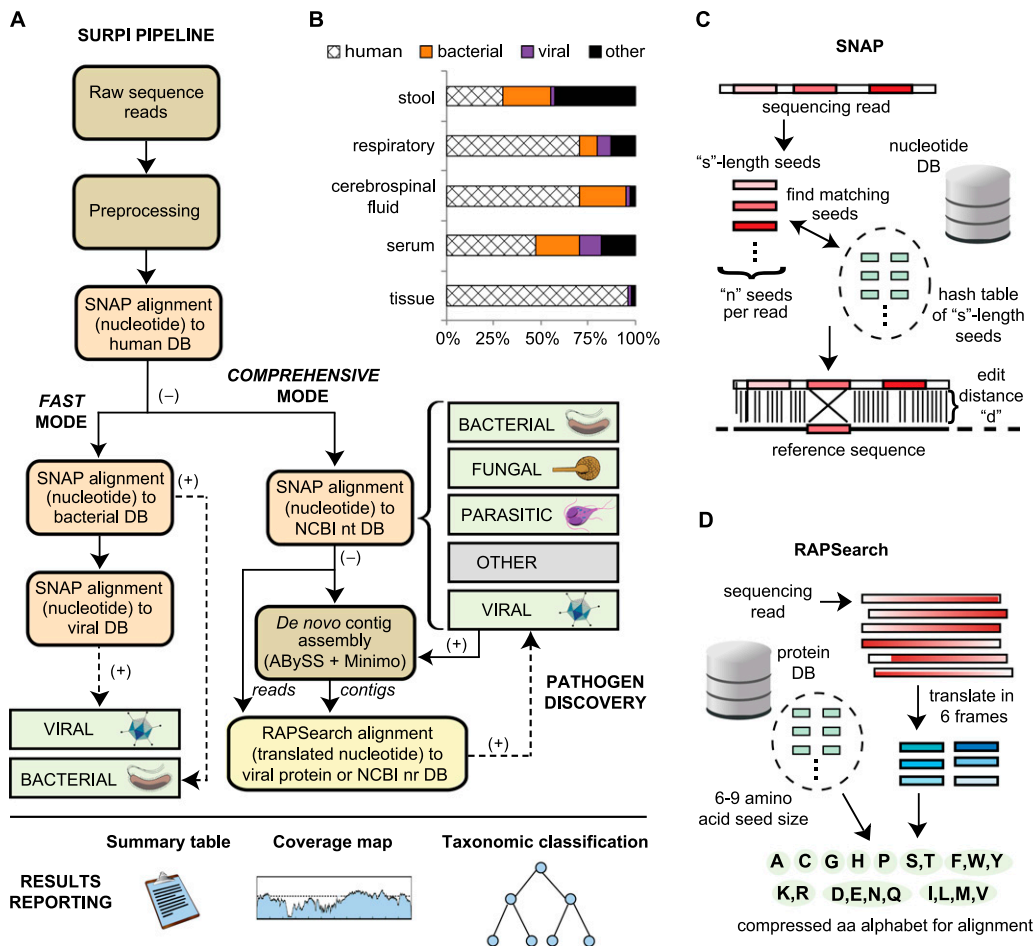 A
SURPI PIPELINE
Raw sequence
reads
Preprocessing
SNAP alignment
(nucleotide) to
human DB
(−)
FAST
MODE
COMPREHENSIVE
MODE
SNAP alignment
(nucleotide) to
bacterial DB
(+)
SNAP alignment
(nucleotide) to
viral DB
(+)
VIRAL
BACTERIAL
SNAP alignment
(nucleotide) to
NCBI nt DB
(−)
BACTERIAL
FUNGAL
PARASITIC
OTHER
VIRAL
De novo contig
assembly
(ABySS + Minimo)
(+)
reads
contigs
PATHOGEN
DISCOVERY
RAPSearch alignment
(translated nucleotide) to
viral protein or NCBI nr DB
(+)
RESULTS
REPORTING
Summary table
Coverage map
Taxonomic classification
B
human
bacterial
viral
other
stool
respiratory
cerebrospinal
fluid
serum
tissue
0%
25%
50%
75%
100%
C
SNAP
sequencing read
“s”-length seeds
nucleotide
DB
find matching
seeds
“n” seeds
per read
hash table
of “s”-length
seeds
edit
distance
“d”
reference sequence
D
RAPSearch
sequencing
read
protein
DB
translate in
6 frames
6-9 amino
acid seed size
A C G H P S,T F,W,Y
K,R D,E,N,Q I,L,M,V
compressed aa alphabet for alignment